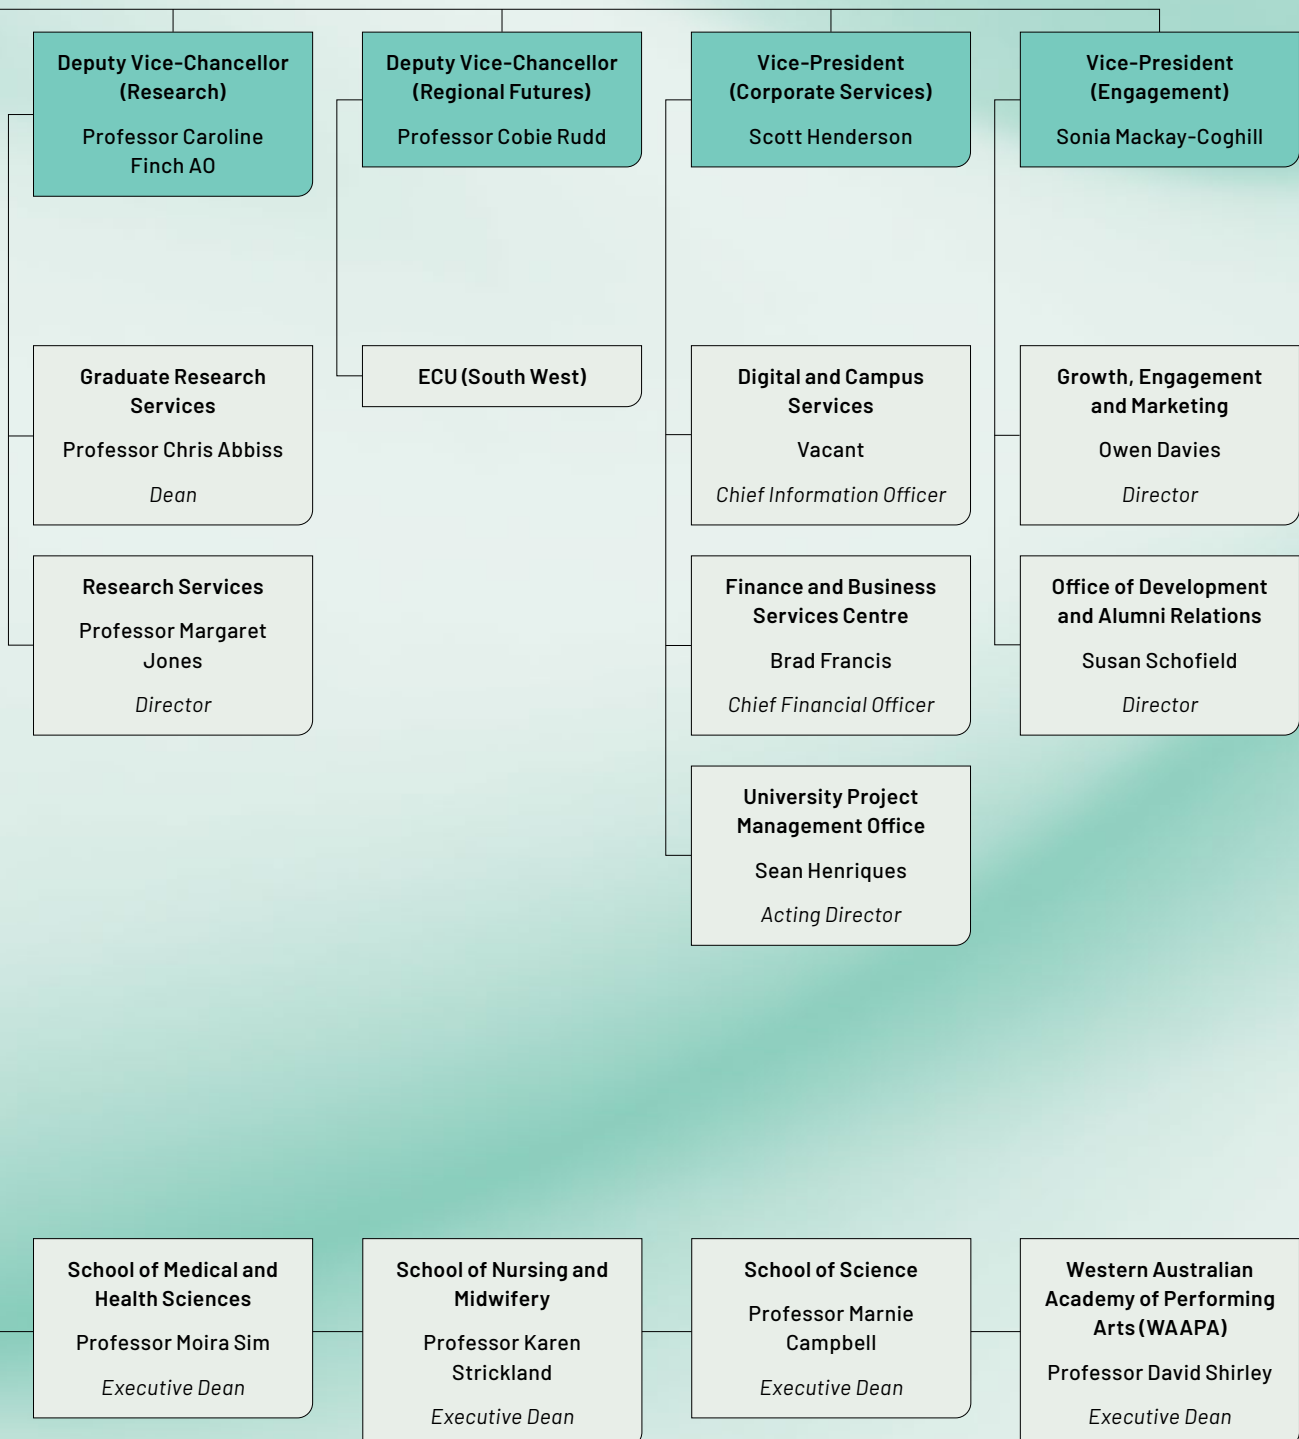 Deputy Vice-Chancellor
(Research)
Professor Caroline
Finch AO
Deputy Vice-Chancellor
(Regional Futures)
Professor Cobie Rudd
Vice-President
(Corporate Services)
Scott Henderson
Vice-President
(Engagement)
Sonia Mackay-Coghill
Graduate Research
Services
Professor Chris Abbiss
Dean
ECU (South West)
Digital and Campus
Services
Vacant
Chief Information Officer
Growth, Engagement
and Marketing
Owen Davies
Director
Research Services
Professor Margaret
Jones
Director
Finance and Business
Services Centre
Brad Francis
Chief Financial Officer
Office of Development
and Alumni Relations
Susan Schofield
Director
University Project
Management Office
Sean Henriques
Acting Director
School of Medical and
Health Sciences
Professor Moira Sim
Executive Dean
School of Nursing and
Midwifery
Professor Karen
Strickland
Executive Dean
School of Science
Professor Marnie
Campbell
Executive Dean
Western Australian
Academy of Performing
Arts (WAAPA)
Professor David Shirley
Executive Dean